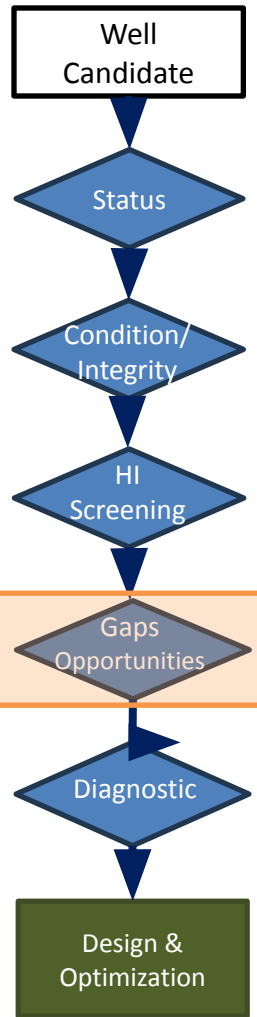 Well
Candidate
Status
Condition/
Integrity
HI
Screening
Gaps
Opportunities
Diagnostic
Design &
Optimization